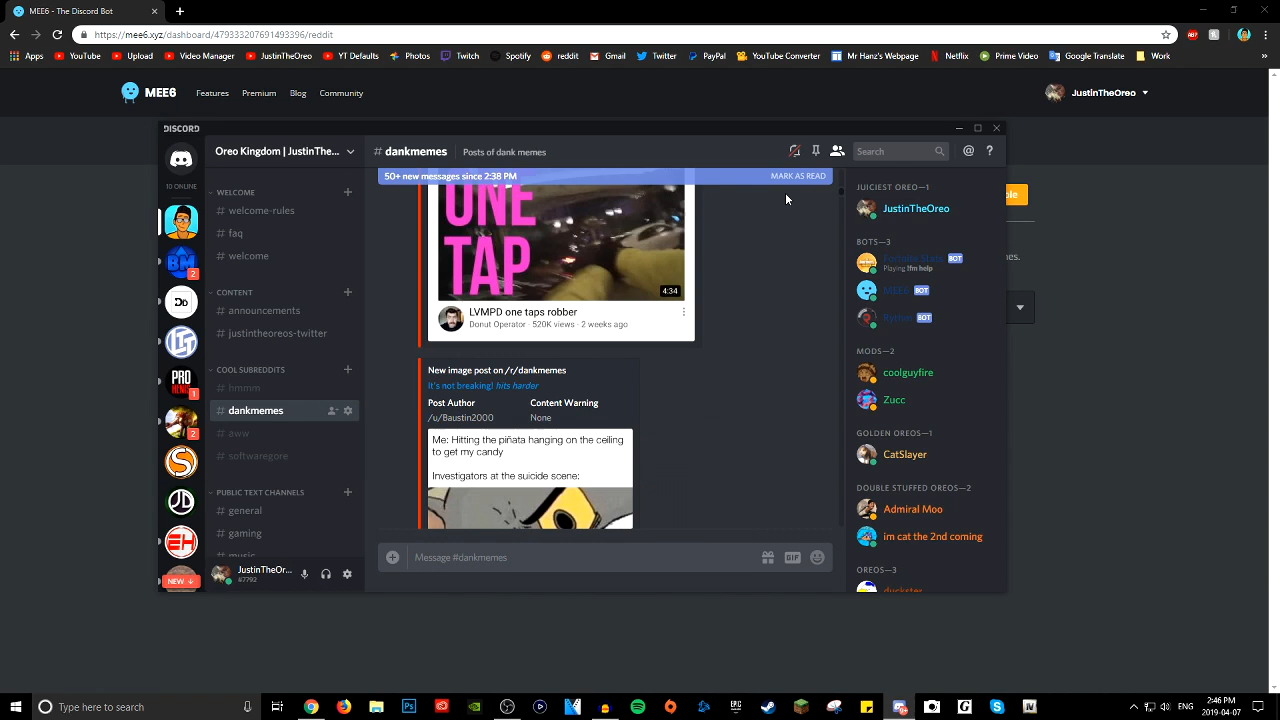 MEE6 - The Discord Bot
https://mee6.xyz/dashboard/479333207691493396/reddit
Apps YouTube Upload Video Manager JustinTheOreo YT Defaults Photos Twitch Spotify reddit Gmail Twitter PayPal YouTube Converter Mr Hanz's Warehouse Netflix Prime Video Google Translate Work
MEE6 Features Premium Blog Community JustinTheOreo
DISCORD
Oreo Kingdom | JustinThe... # dankmemes Posts of dank memes Search
50+ new messages since 2:38 PM MARK AS READ
10 ONLINE
WELCOME
# welcome-rules
# faq
# welcome
CONTENT
# announcements
# justintheoreos-twitter
COOL SUBREDDITS
# hmmm
# dankmemes
# aww
# softwaregore
PUBLIC TEXT CHANNELS
# general
# gaming
# music
NEW
JustinTheOr...
#7792
ONE
TAP
4:34
LVMPD one taps robber
Donut Operator · 520K views · 2 weeks ago
New image post on /r/dankmemes
It's not breaking! hits harder
Post Author Content Warning
/u/Baustin2000 None
Me: Hitting the piñata hanging on the ceiling
to get my candy
Investigators at the suicide scene:
Message #dankmemes
GIF
JUICIEST OREO—1
JustinTheOreo
BOTS—3
Fortnite Stats BOT
Playing !fm help
MEE6 BOT
Rythm BOT
MODS—2
coolguyfire
Zucc
GOLDEN OREOS—1
CatSlayer
DOUBLE STUFFED OREOS—2
Admiral Moo
im cat the 2nd coming
OREOS—3
duckster
Type here to search
2:46 PM
2019-04-07